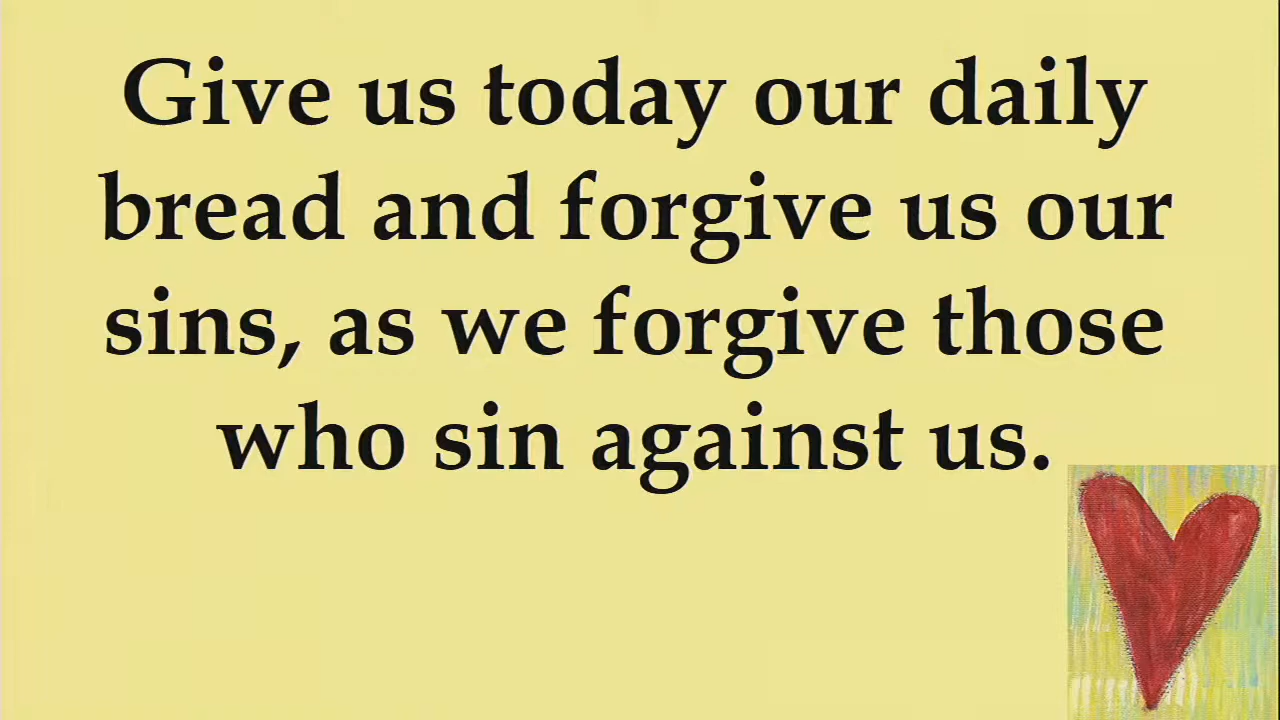 Give us today our daily
bread and forgive us our
sins, as we forgive those
who sin against us.